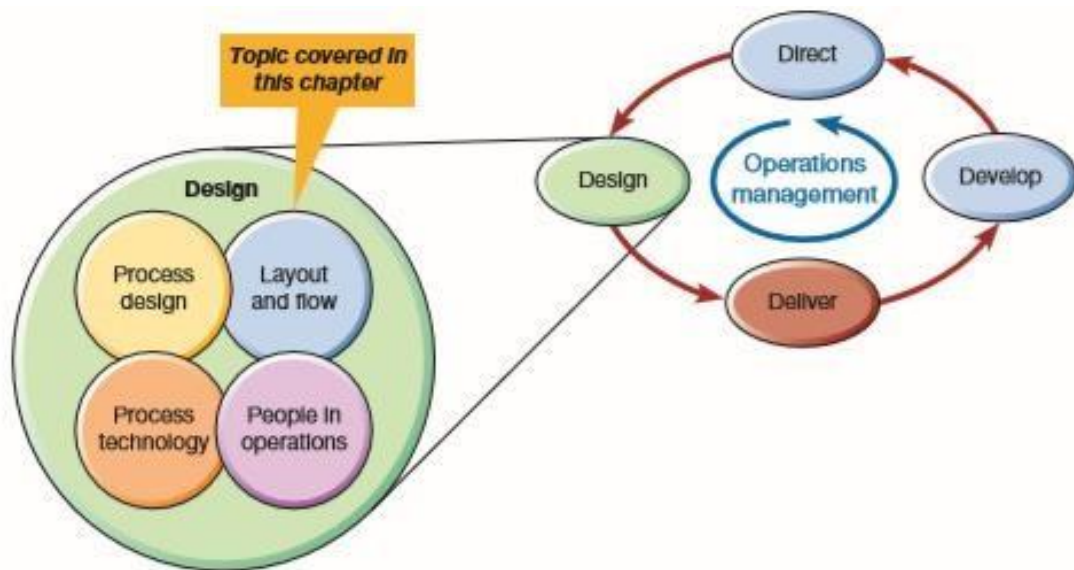 Topic covered in
this chapter
Design
Process
design
Layout
and flow
Process
technology
People in
operations
Direct
Design
Operations
management
Develop
Deliver